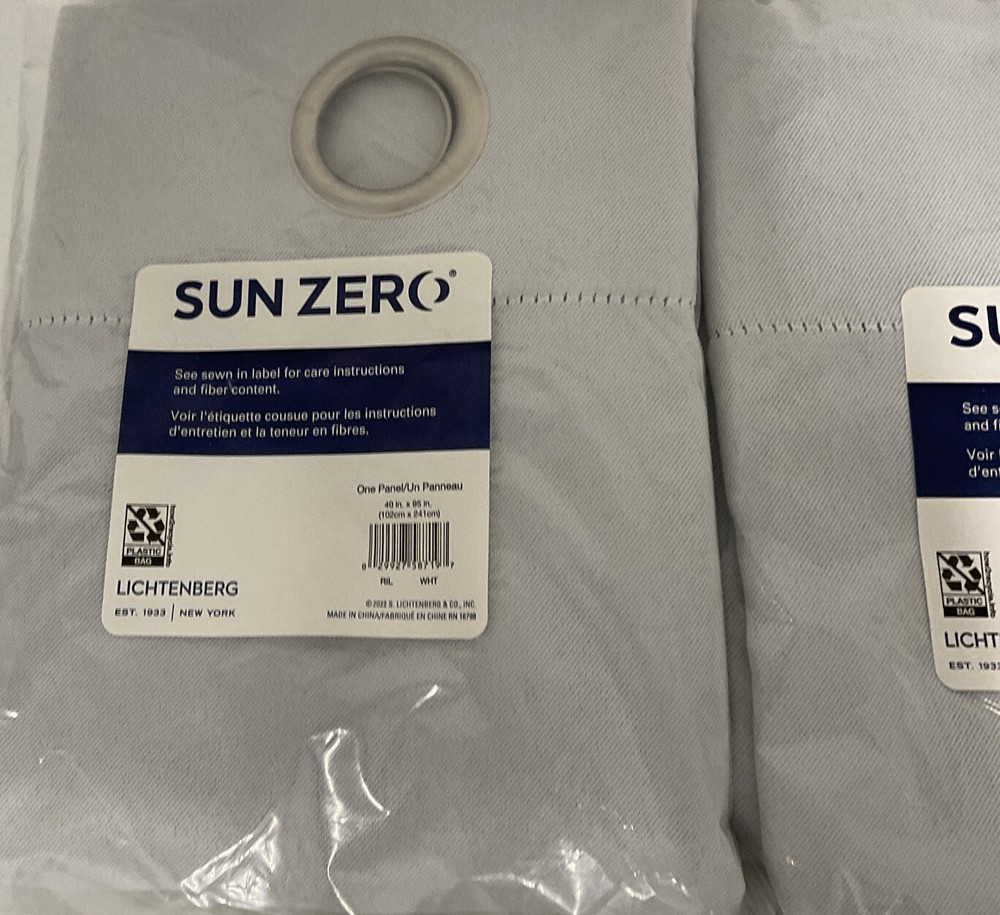 SUN ZERO®
See sewn in label for care instructions
and fiber content.
Voir l'étiquette cousue pour les instructions
d'entretien et la teneur en fibres.
One Panel/Un Panneau
40 in. x 95 in.
(102cm x 241cm)
RIL WHT
PLASTIC
BAG
LICHTENBERG
EST. 1933 | NEW YORK
©2022 S. LICHTENBERG & CO., INC.
MADE IN CHINA/FABRIQUÉ EN CHINE RN 16798
SU
See s
and fi
Voir
d'en
PLASTIC
BAG
LICHT
EST. 193